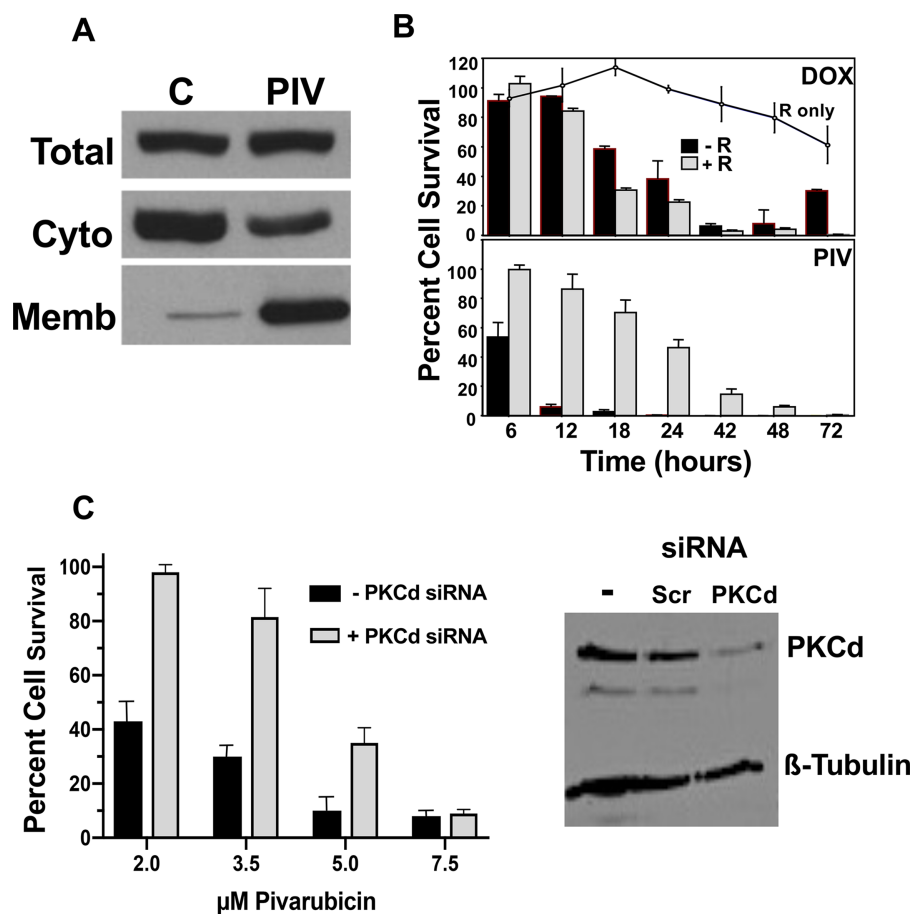 A
C PIV
Total
Cyto
Memb
B
Percent Cell Survival
120
100
80
60
40
20
0
DOX
R only
- R
+ R
100
80
60
40
20
0
PIV
6 12 18 24 42 48 72
Time (hours)
C
Percent Cell Survival
100
80
60
40
20
0
- PKCd siRNA
+ PKCd siRNA
2.0 3.5 5.0 7.5
µM Pivarubicin
siRNA
- Scr PKCd
PKCd
ß-Tubulin